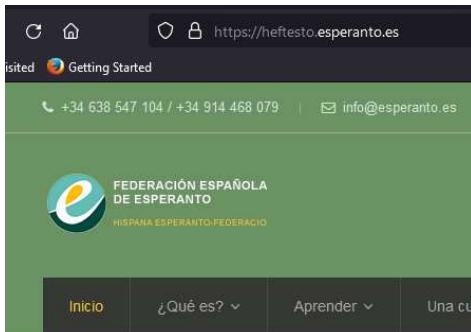 https://heftesto.esperanto.es
isited Getting Started
+34 638 547 104 / +34 914 468 079 | info@esperanto.es
FEDERACIÓN ESPAÑOLA
DE ESPERANTO
HISPANA ESPERANTO-FEDERACIO
Inicio ¿Qué es? Aprender Una cu